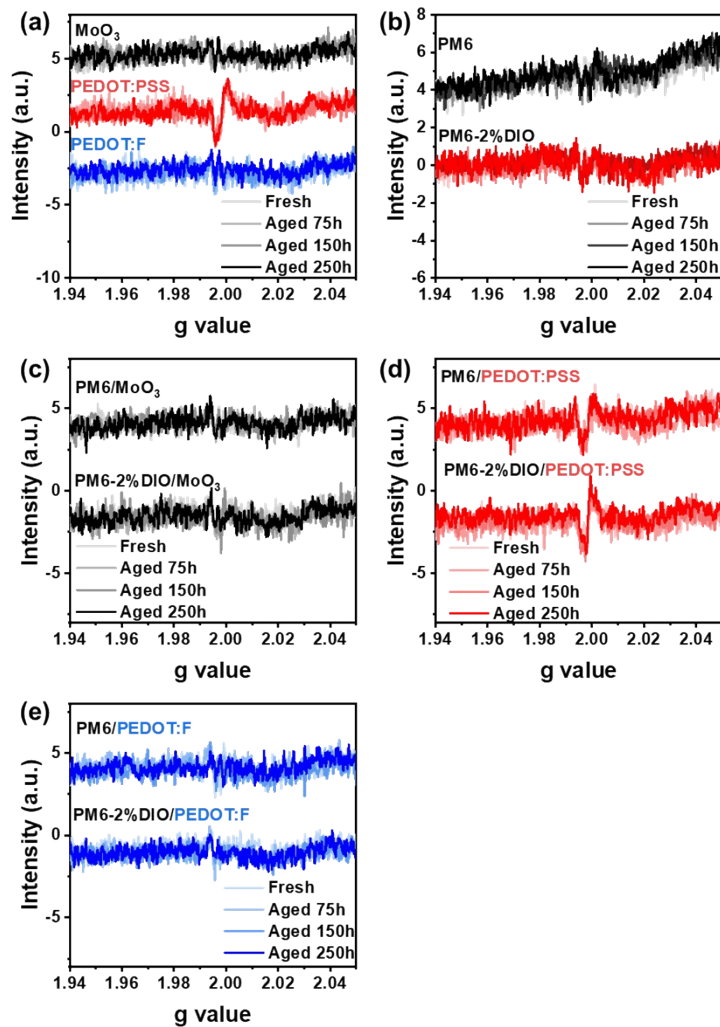 (a)
MoO₃
PEDOT:PSS
PEDOT:F
Fresh
Aged 75h
Aged 150h
Aged 250h
5
0
-5
-10
1.94 1.96 1.98 2.00 2.02 2.04
Intensity (a.u.)
g value
(b)
PM6
PM6-2%DIO
Fresh
Aged 75h
Aged 150h
Aged 250h
8
6
4
2
0
-2
-4
-6
1.94 1.96 1.98 2.00 2.02 2.04
Intensity (a.u.)
g value
(c)
PM6/MoO₃
PM6-2%DIO/MoO₃
Fresh
Aged 75h
Aged 150h
Aged 250h
5
0
-5
1.94 1.96 1.98 2.00 2.02 2.04
Intensity (a.u.)
g value
(d)
PM6/PEDOT:PSS
PM6-2%DIO/PEDOT:PSS
Fresh
Aged 75h
Aged 150h
Aged 250h
5
0
-5
1.94 1.96 1.98 2.00 2.02 2.04
Intensity (a.u.)
g value
(e)
PM6/PEDOT:F
PM6-2%DIO/PEDOT:F
Fresh
Aged 75h
Aged 150h
Aged 250h
5
0
-5
1.94 1.96 1.98 2.00 2.02 2.04
Intensity (a.u.)
g value